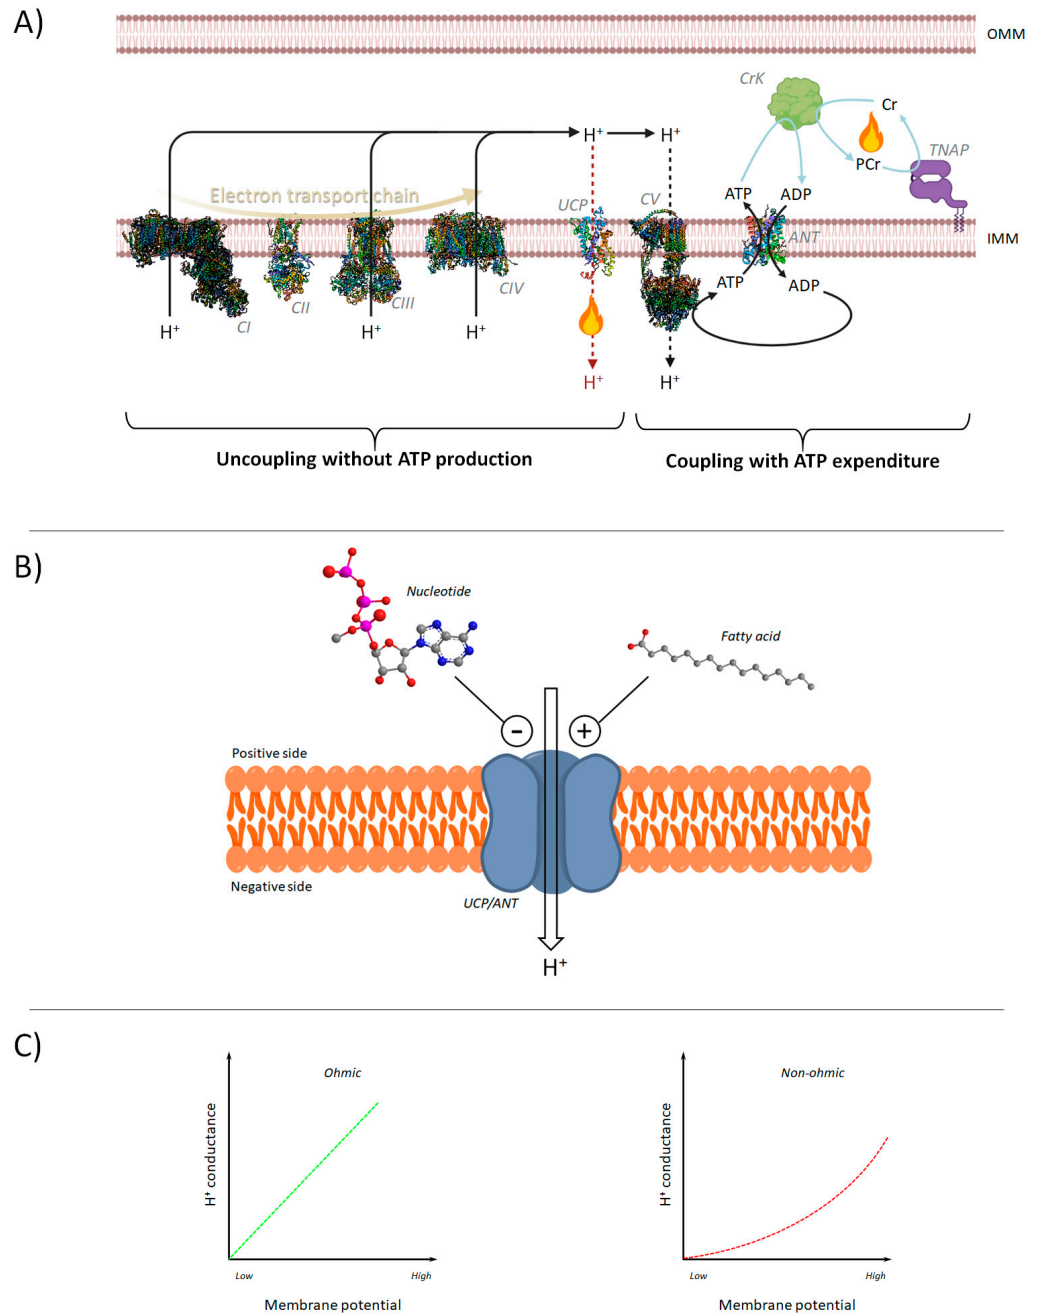 A)
OMM
CrK
Cr
PCr
TNAP
H⁺
H⁺
Electron transport chain
ATP
ADP
UCP
CV
ANT
IMM
CI
CII
CIII
CIV
ATP
ADP
H⁺
H⁺
H⁺
H⁺
H⁺
Uncoupling without ATP production
Coupling with ATP expenditure
B)
Nucleotide
Fatty acid
-
+
Positive side
Negative side
UCP/ANT
H⁺
C)
Ohmic
H⁺ conductance
Low
High
Membrane potential
Non-ohmic
H⁺ conductance
Low
High
Membrane potential